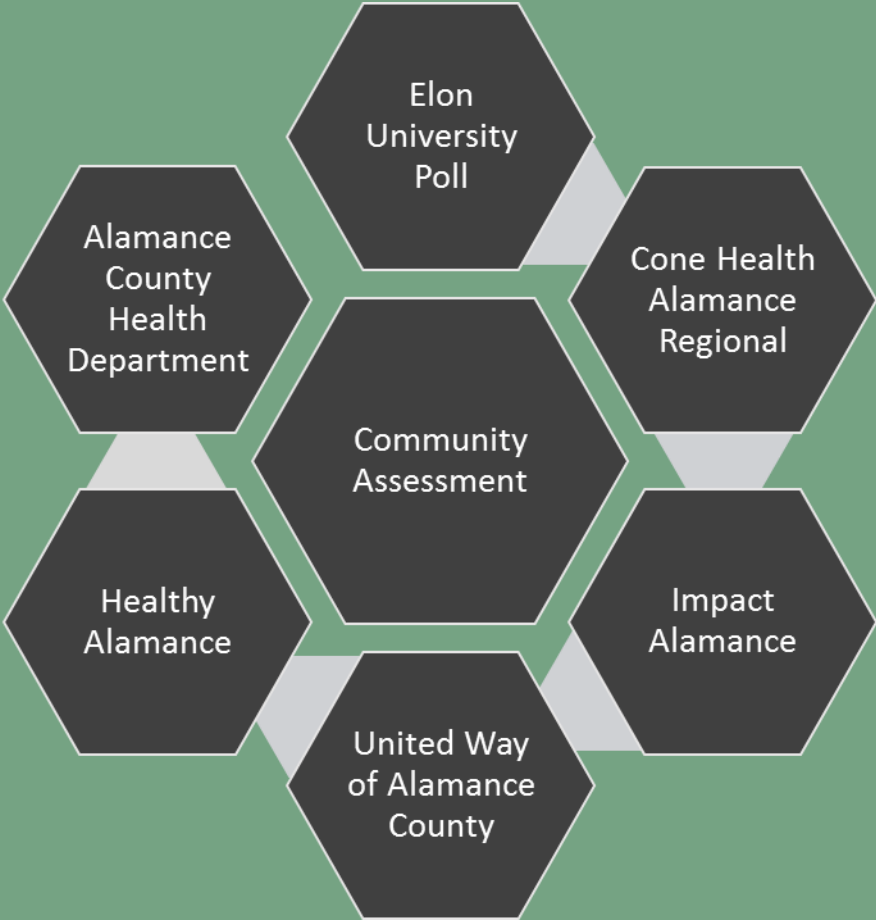 Elon
University
Poll
Alamance
County
Health
Department
Cone Health
Alamance
Regional
Community
Assessment
Healthy
Alamance
Impact
Alamance
United Way
of Alamance
County